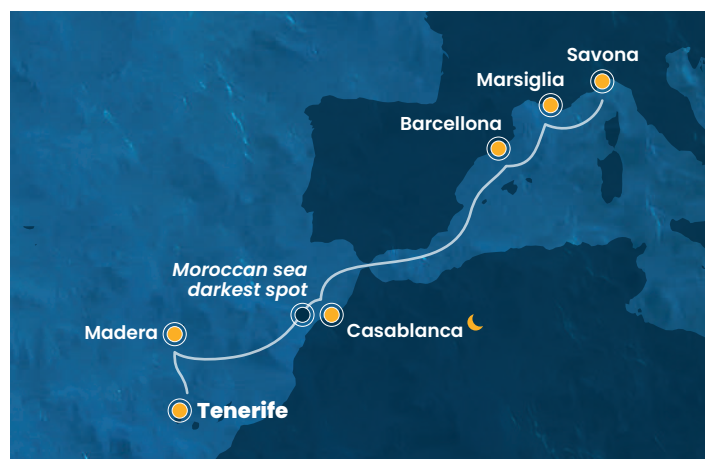 Savona
Marsiglia
Barcellona
Moroccan sea
darkest spot
Casablanca
Madera
Tenerife